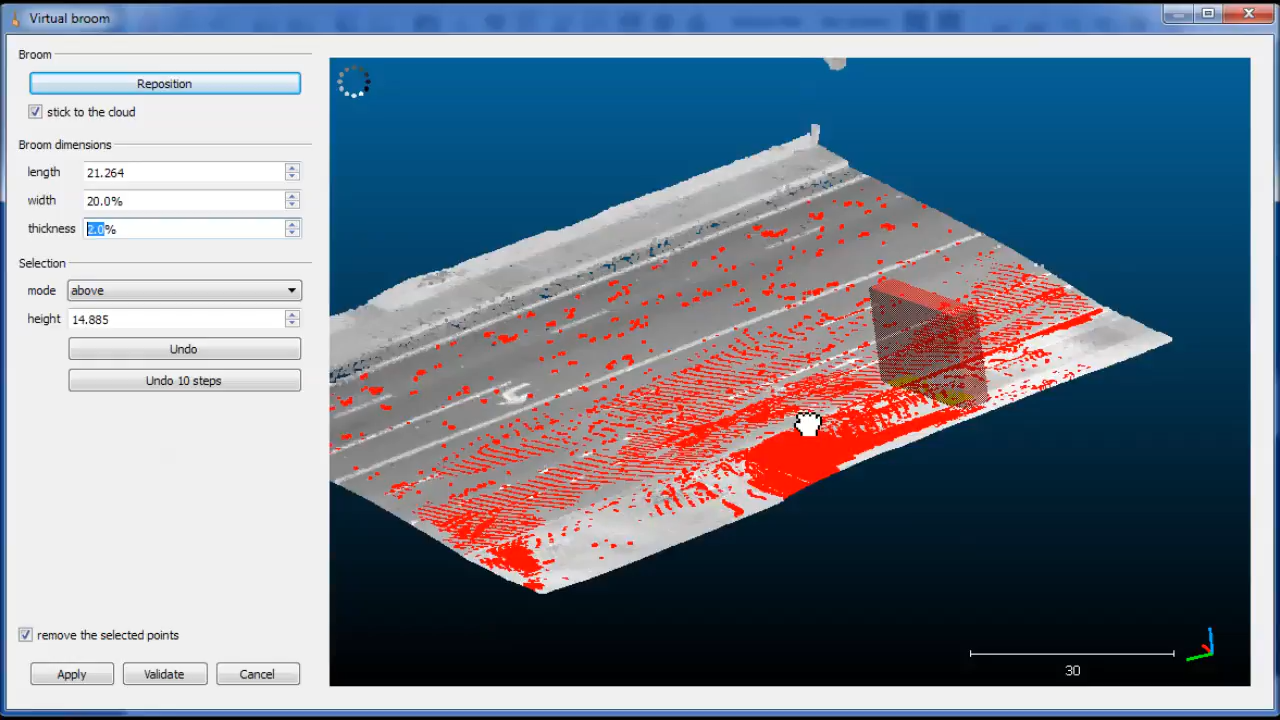 Virtual broom
Broom
Reposition
stick to the cloud
Broom dimensions
length 21.264
width 20.0%
thickness 2.0%
Selection
mode above
height 14.885
Undo
Undo 10 steps
remove the selected points
Apply Validate Cancel
30